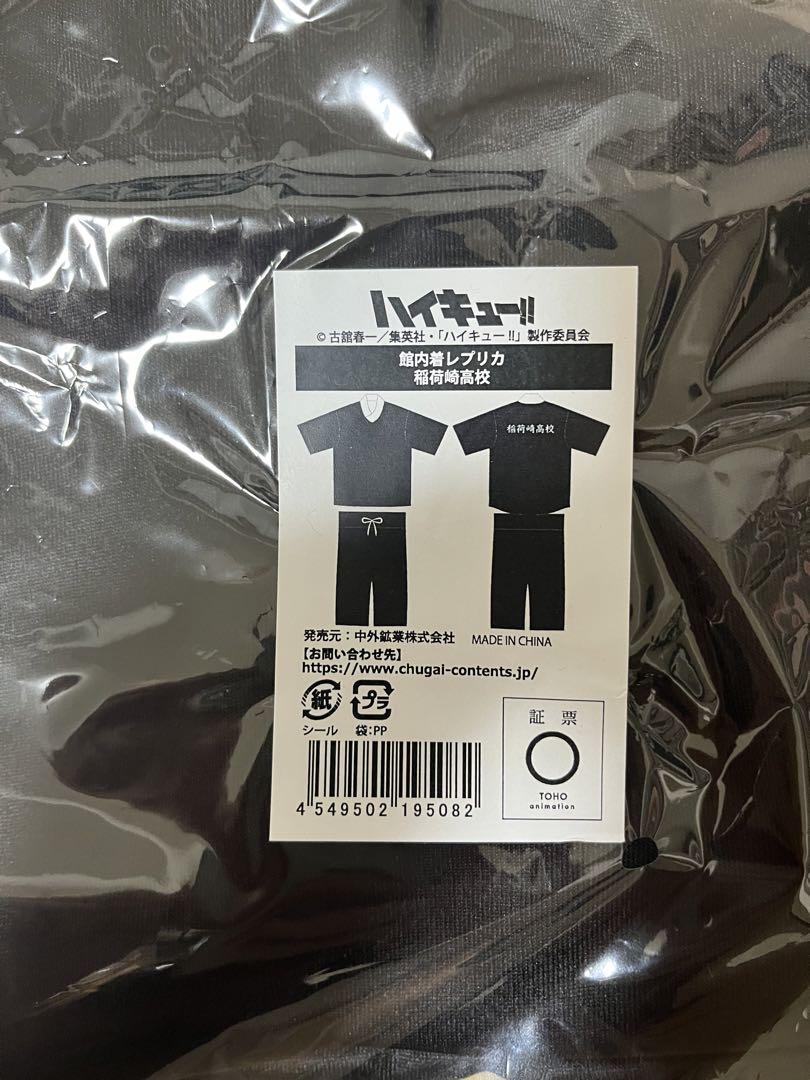 ハイキュー!!
© 古舘春一／集英社・「ハイキュー!!」製作委員会
館内着レプリカ
稲荷崎高校
稲荷崎高校
発売元：中外鉱業株式会社 MADE IN CHINA
【お問い合わせ先】
https://www.chugai-contents.jp/
紙 プラ
シール 袋:PP
4 549502 195082
証票
TOHO
animation